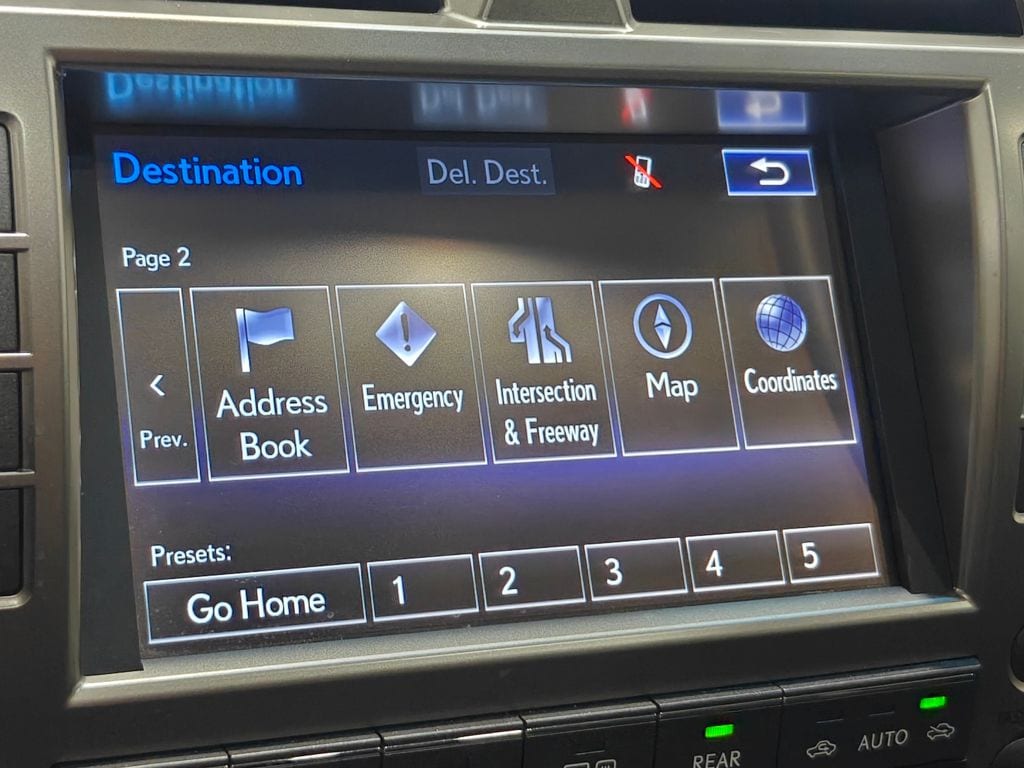 Destination
Del. Dest.
Page 2
Prev.
Address
Book
Emergency
Intersection
& Freeway
Map
Coordinates
Presets:
Go Home
1
2
3
4
5
REAR
AUTO